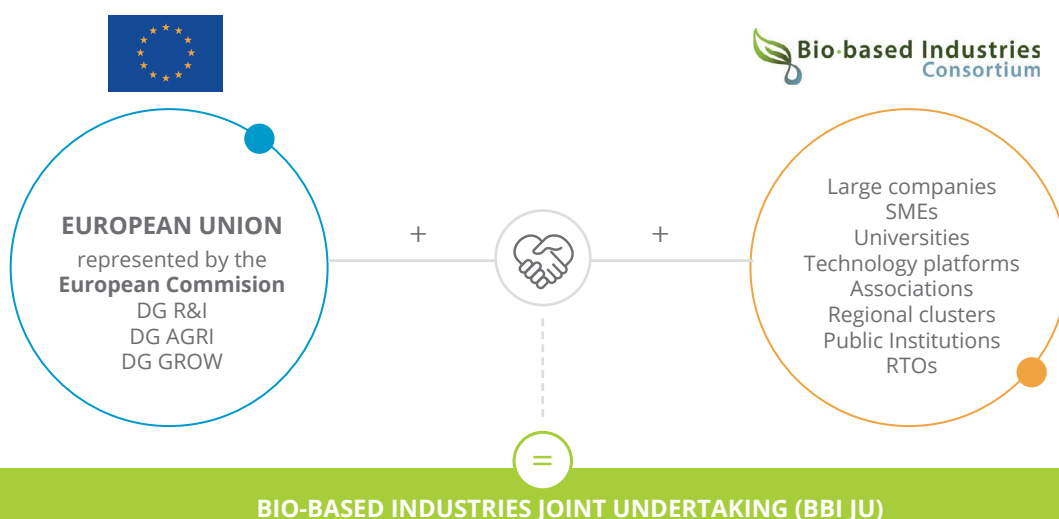 Bio-based Industries
Consortium
EUROPEAN UNION
represented by the
European Commision
DG R&I
DG AGRI
DG GROW
+
+
Large companies
SMEs
Universities
Technology platforms
Associations
Regional clusters
Public Institutions
RTOs
=
BIO-BASED INDUSTRIES JOINT UNDERTAKING (BBI JU)